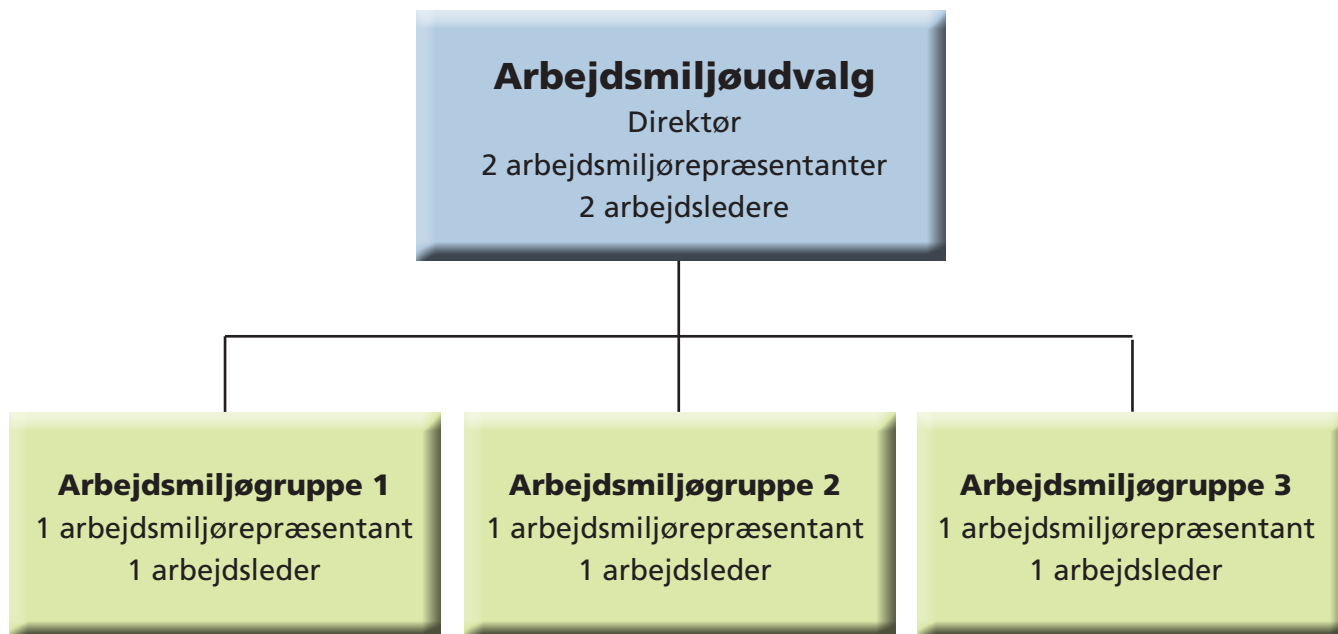 Arbejdsmiljøudvalg
Direktør
2 arbejdsmiljørepræsentanter
2 arbejdsledere
Arbejdsmiljøgruppe 1
1 arbejdsmiljørepræsentant
1 arbejdsleder
Arbejdsmiljøgruppe 2
1 arbejdsmiljørepræsentant
1 arbejdsleder
Arbejdsmiljøgruppe 3
1 arbejdsmiljørepræsentant
1 arbejdsleder